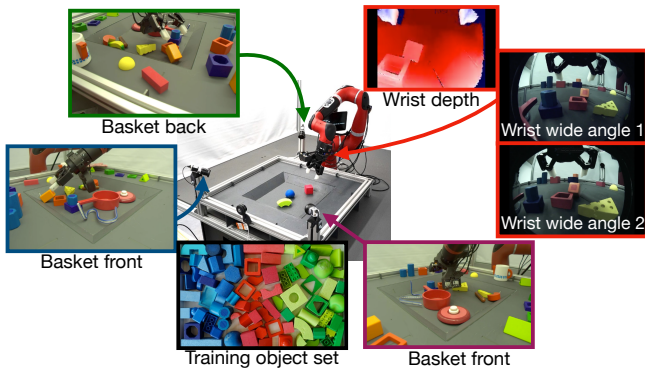 Basket back
Wrist depth
Wrist wide angle 1
Wrist wide angle 2
Basket front
Training object set
Basket front